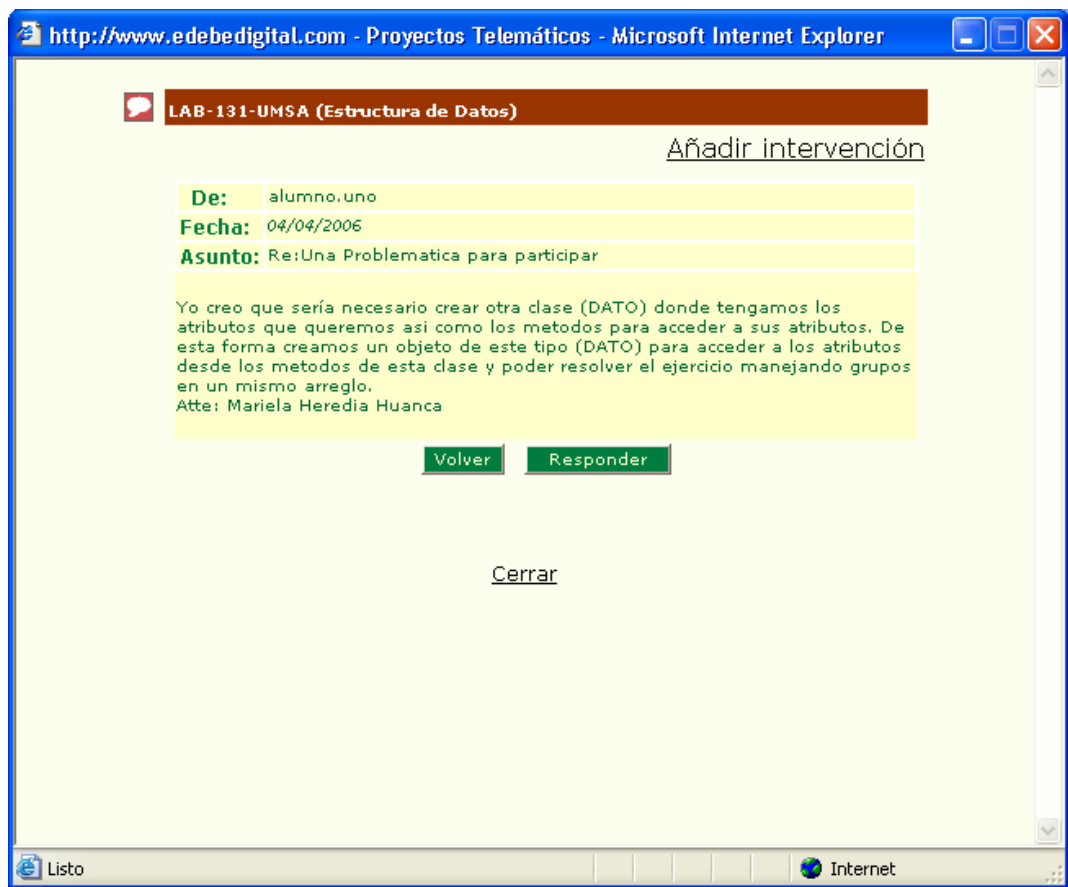 http://www.edebedigital.com - Proyectos Telemáticos - Microsoft Internet Explorer
LAB-131-UMSA (Estructura de Datos)
Añadir intervención
De: alumno.uno
Fecha: 04/04/2006
Asunto: Re:Una Problematica para participar
Yo creo que sería necesario crear otra clase (DATO) donde tengamos los
atributos que queremos asi como los metodos para acceder a sus atributos. De
esta forma creamos un objeto de este tipo (DATO) para acceder a los atributos
desde los metodos de esta clase y poder resolver el ejercicio manejando grupos
en un mismo arreglo.
Atte: Mariela Heredia Huanca
Volver Responder
Cerrar
Listo Internet